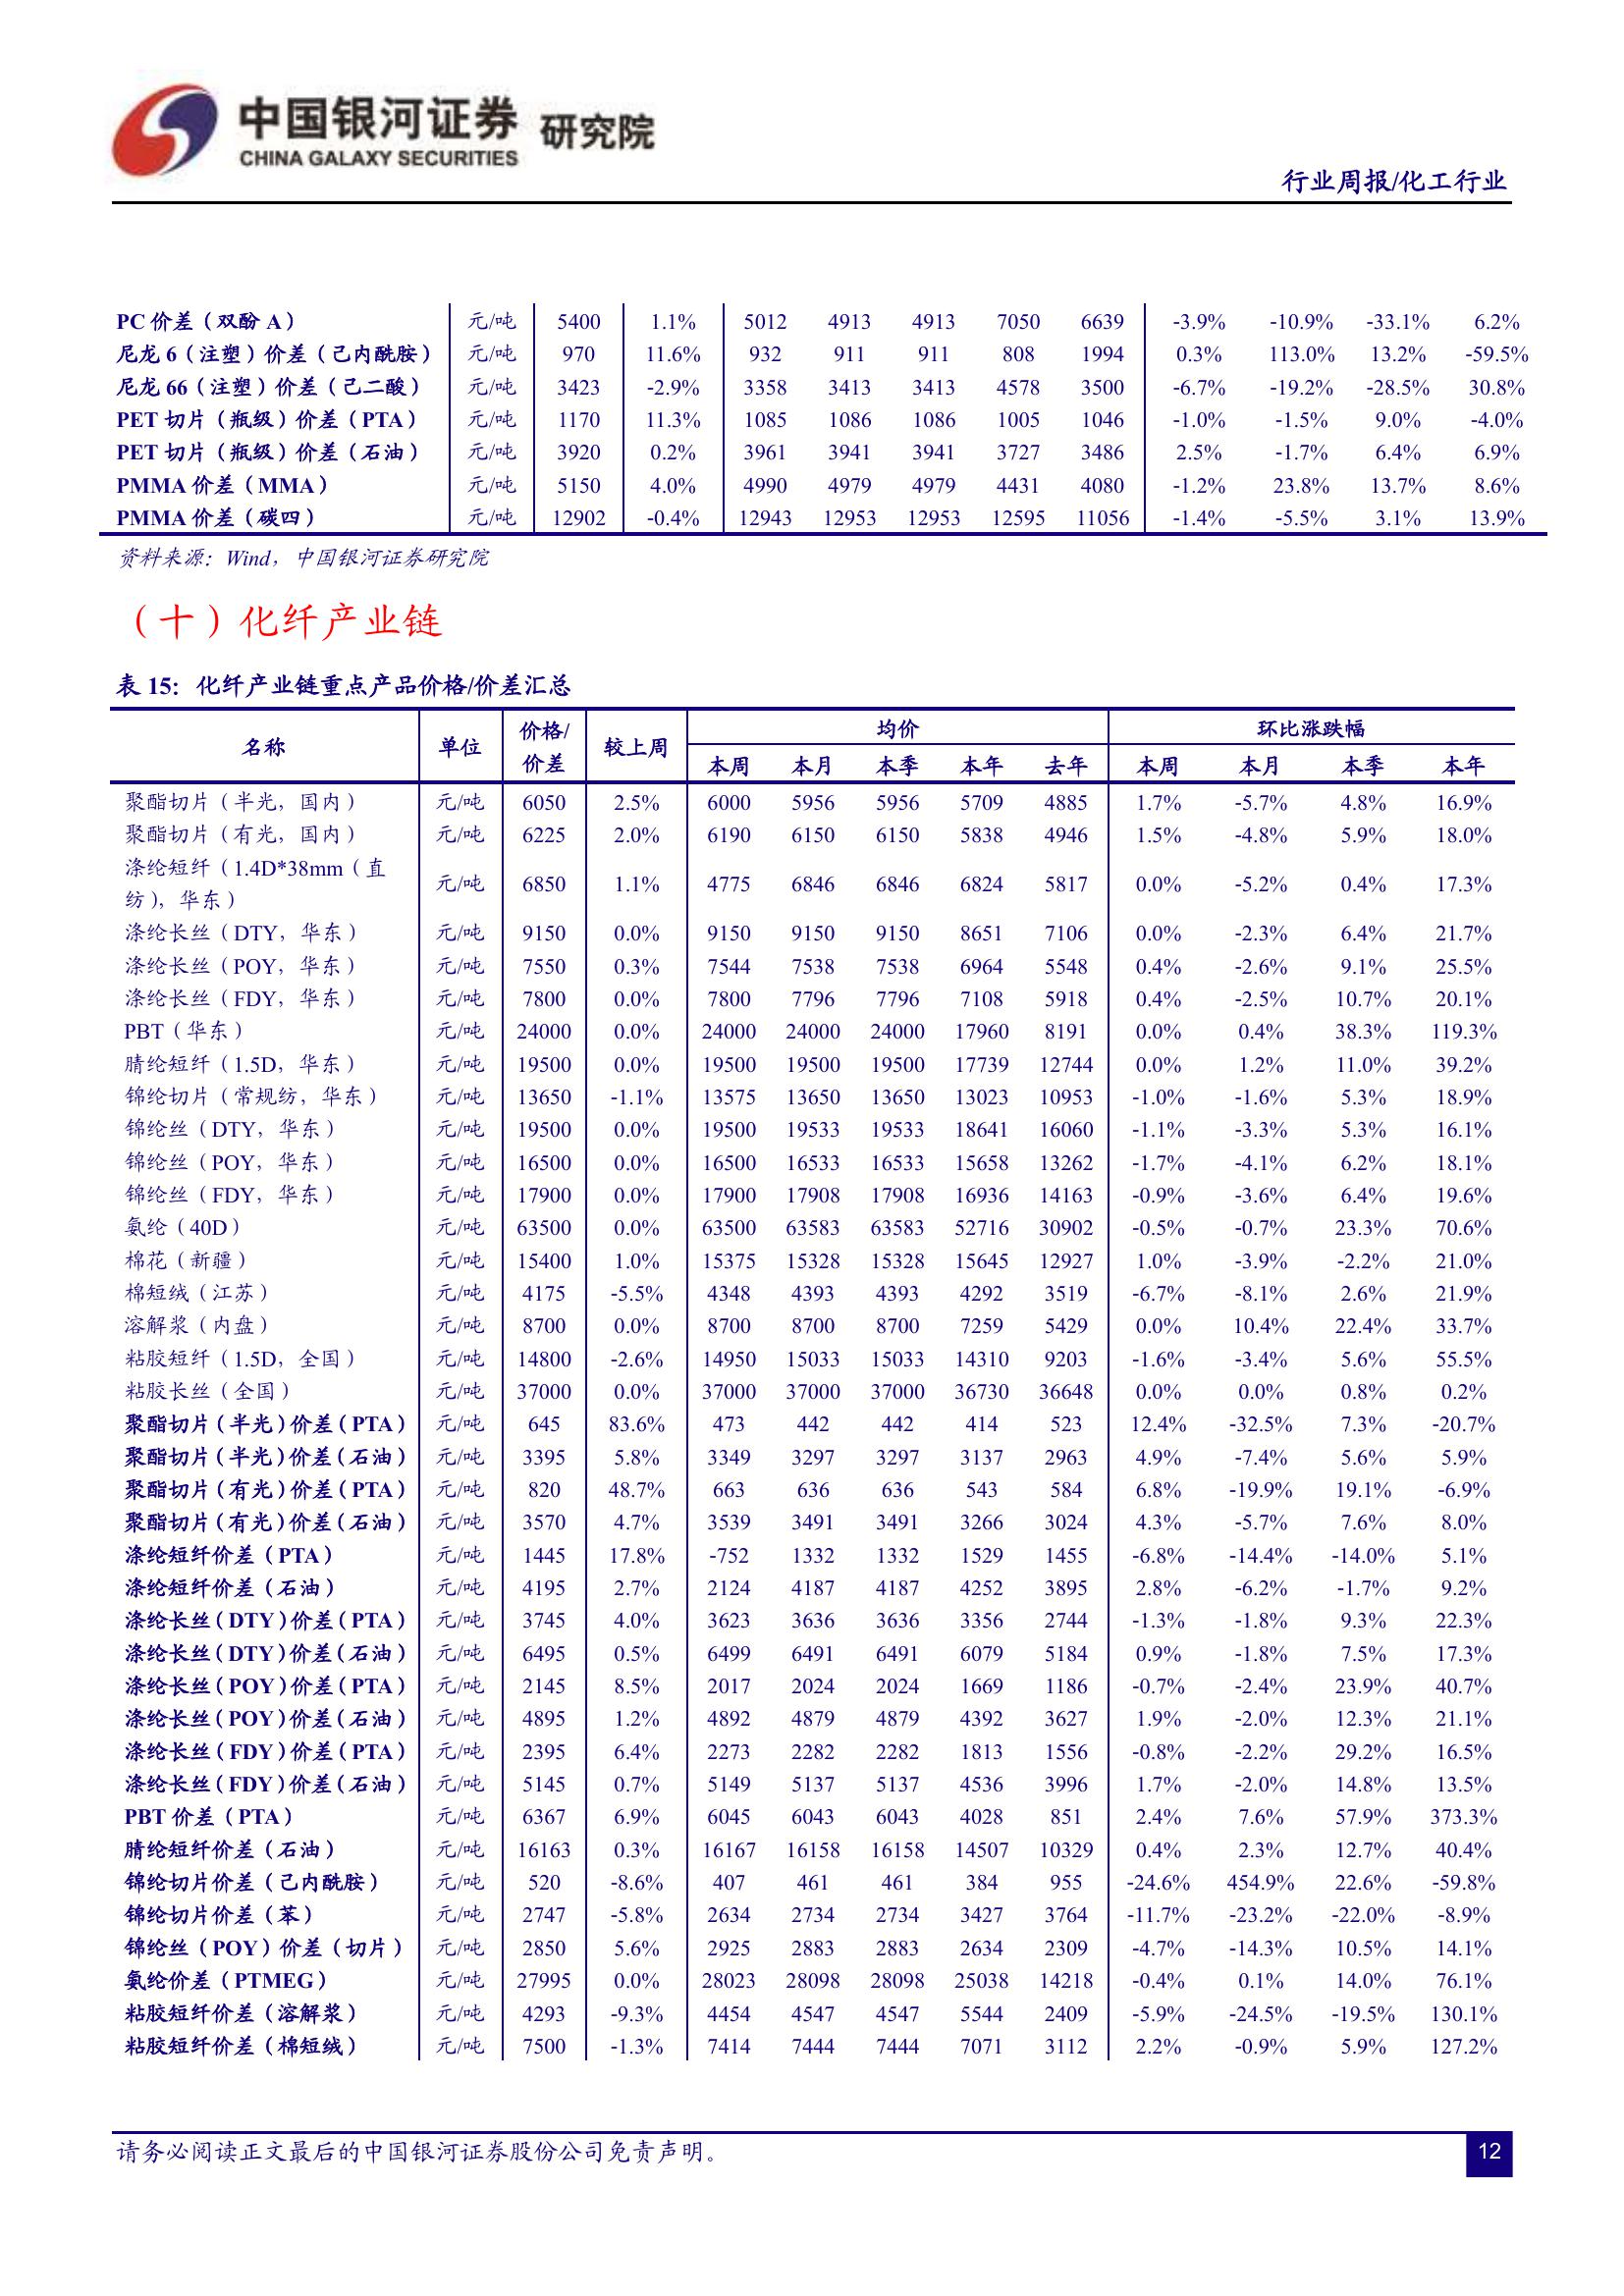 中国银河证券 研究院
CHINA GALAXY SECURITIES
行业周报/化工行业
PC 价差（双酚 A） 元/吨 5400 1.1% 5012 4913 4913 7050 6639 -3.9% -10.9% -33.1% 6.2%
尼龙 6（注塑）价差（己内酰胺） 元/吨 970 11.6% 932 911 911 808 1994 0.3% 113.0% 13.2% -59.5%
尼龙 66（注塑）价差（己二酸） 元/吨 3423 -2.9% 3358 3413 3413 4578 3500 -6.7% -19.2% -28.5% 30.8%
PET 切片（瓶级）价差（PTA） 元/吨 1170 11.3% 1085 1086 1086 1005 1046 -1.0% -1.5% 9.0% -4.0%
PET 切片（瓶级）价差（石油） 元/吨 3920 0.2% 3961 3941 3941 3727 3486 2.5% -1.7% 6.4% 6.9%
PMMA 价差（MMA） 元/吨 5150 4.0% 4990 4979 4979 4431 4080 -1.2% 23.8% 13.7% 8.6%
PMMA 价差（碳四） 元/吨 12902 -0.4% 12943 12953 12953 12595 11056 -1.4% -5.5% 3.1% 13.9%
资料来源：Wind，中国银河证券研究院
（十）化纤产业链
表 15：化纤产业链重点产品价格/价差汇总
名称 单位 价格/价差 较上周 均价 环比涨跌幅
本周 本月 本季 本年 去年 本周 本月 本季 本年
聚酯切片（半光，国内） 元/吨 6050 2.5% 6000 5956 5956 5709 4885 1.7% -5.7% 4.8% 16.9%
聚酯切片（有光，国内） 元/吨 6225 2.0% 6190 6150 6150 5838 4946 1.5% -4.8% 5.9% 18.0%
涤纶短纤（1.4D*38mm（直
纺），华东） 元/吨 6850 1.1% 4775 6846 6846 6824 5817 0.0% -5.2% 0.4% 17.3%
涤纶长丝（DTY，华东） 元/吨 9150 0.0% 9150 9150 9150 8651 7106 0.0% -2.3% 6.4% 21.7%
涤纶长丝（POY，华东） 元/吨 7550 0.3% 7544 7538 7538 6964 5548 0.4% -2.6% 9.1% 25.5%
涤纶长丝（FDY，华东） 元/吨 7800 0.0% 7800 7796 7796 7108 5918 0.4% -2.5% 10.7% 20.1%
PBT（华东） 元/吨 24000 0.0% 24000 24000 24000 17960 8191 0.0% 0.4% 38.3% 119.3%
腈纶短纤（1.5D，华东） 元/吨 19500 0.0% 19500 19500 19500 17739 12744 0.0% 1.2% 11.0% 39.2%
锦纶切片（常规纺，华东） 元/吨 13650 -1.1% 13575 13650 13650 13023 10953 -1.0% -1.6% 5.3% 18.9%
锦纶丝（DTY，华东） 元/吨 19500 0.0% 19500 19533 19533 18641 16060 -1.1% -3.3% 5.3% 16.1%
锦纶丝（POY，华东） 元/吨 16500 0.0% 16500 16533 16533 15658 13262 -1.7% -4.1% 6.2% 18.1%
锦纶丝（FDY，华东） 元/吨 17900 0.0% 17900 17908 17908 16936 14163 -0.9% -3.6% 6.4% 19.6%
氨纶（40D） 元/吨 63500 0.0% 63500 63583 63583 52716 30902 -0.5% -0.7% 23.3% 70.6%
棉花（新疆） 元/吨 15400 1.0% 15375 15328 15328 15645 12927 1.0% -3.9% -2.2% 21.0%
棉短绒（江苏） 元/吨 4175 -5.5% 4348 4393 4393 4292 3519 -6.7% -8.1% 2.6% 21.9%
溶解浆（内盘） 元/吨 8700 0.0% 8700 8700 8700 7259 5429 0.0% 10.4% 22.4% 33.7%
粘胶短纤（1.5D，全国） 元/吨 14800 -2.6% 14950 15033 15033 14310 9203 -1.6% -3.4% 5.6% 55.5%
粘胶长丝（全国） 元/吨 37000 0.0% 37000 37000 37000 36730 36648 0.0% 0.0% 0.8% 0.2%
聚酯切片（半光）价差（PTA） 元/吨 645 83.6% 473 442 442 414 523 12.4% -32.5% 7.3% -20.7%
聚酯切片（半光）价差（石油） 元/吨 3395 5.8% 3349 3297 3297 3137 2963 4.9% -7.4% 5.6% 5.9%
聚酯切片（有光）价差（PTA） 元/吨 820 48.7% 663 636 636 543 584 6.8% -19.9% 19.1% -6.9%
聚酯切片（有光）价差（石油） 元/吨 3570 4.7% 3539 3491 3491 3266 3024 4.3% -5.7% 7.6% 8.0%
涤纶短纤价差（PTA） 元/吨 1445 17.8% -752 1332 1332 1529 1455 -6.8% -14.4% -14.0% 5.1%
涤纶短纤价差（石油） 元/吨 4195 2.7% 2124 4187 4187 4252 3895 2.8% -6.2% -1.7% 9.2%
涤纶长丝（DTY）价差（PTA） 元/吨 3745 4.0% 3623 3636 3636 3356 2744 -1.3% -1.8% 9.3% 22.3%
涤纶长丝（DTY）价差（石油） 元/吨 6495 0.5% 6499 6491 6491 6079 5184 0.9% -1.8% 7.5% 17.3%
涤纶长丝（POY）价差（PTA） 元/吨 2145 8.5% 2017 2024 2024 1669 1186 -0.7% -2.4% 23.9% 40.7%
涤纶长丝（POY）价差（石油） 元/吨 4895 1.2% 4892 4879 4879 4392 3627 1.9% -2.0% 12.3% 21.1%
涤纶长丝（FDY）价差（PTA） 元/吨 2395 6.4% 2273 2282 2282 1813 1556 -0.8% -2.2% 29.2% 16.5%
涤纶长丝（FDY）价差（石油） 元/吨 5145 0.7% 5149 5137 5137 4536 3996 1.7% -2.0% 14.8% 13.5%
PBT 价差（PTA） 元/吨 6367 6.9% 6045 6043 6043 4028 851 2.4% 7.6% 57.9% 373.3%
腈纶短纤价差（石油） 元/吨 16163 0.3% 16167 16158 16158 14507 10329 0.4% 2.3% 12.7% 40.4%
锦纶切片价差（己内酰胺） 元/吨 520 -8.6% 407 461 461 384 955 -24.6% 454.9% 22.6% -59.8%
锦纶切片价差（苯） 元/吨 2747 -5.8% 2634 2734 2734 3427 3764 -11.7% -23.2% -22.0% -8.9%
锦纶丝（POY）价差（切片） 元/吨 2850 5.6% 2925 2883 2883 2634 2309 -4.7% -14.3% 10.5% 14.1%
氨纶价差（PTMEG） 元/吨 27995 0.0% 28023 28098 28098 25038 14218 -0.4% 0.1% 14.0% 76.1%
粘胶短纤价差（溶解浆） 元/吨 4293 -9.3% 4454 4547 4547 5544 2409 -5.9% -24.5% -19.5% 130.1%
粘胶短纤价差（棉短绒） 元/吨 7500 -1.3% 7414 7444 7444 7071 3112 2.2% -0.9% 5.9% 127.2%
请务必阅读正文最后的中国银河证券股份公司免责声明。 12